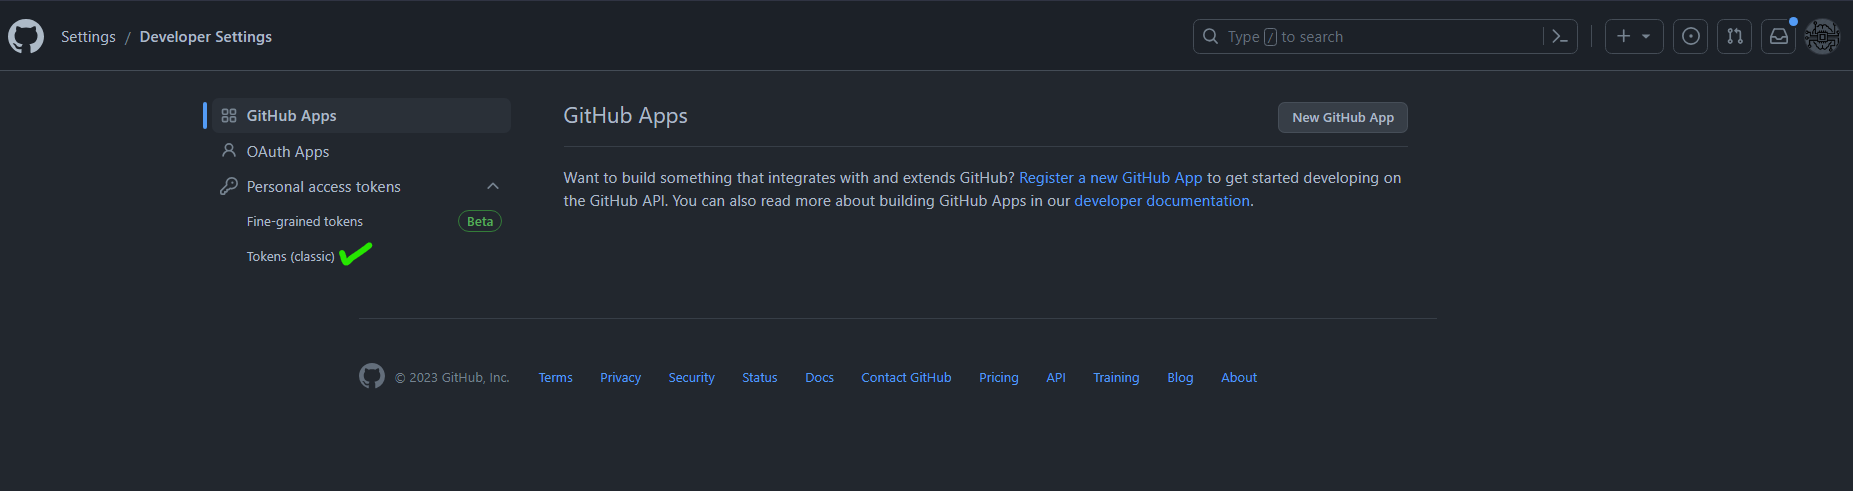 Settings / Developer Settings
Type / to search
GitHub Apps
OAuth Apps
Personal access tokens
Fine-grained tokens Beta
Tokens (classic)
GitHub Apps
New GitHub App
Want to build something that integrates with and extends GitHub? Register a new GitHub App to get started developing on
the GitHub API. You can also read more about building GitHub Apps in our developer documentation.
© 2023 GitHub, Inc. Terms Privacy Security Status Docs Contact GitHub Pricing API Training Blog About